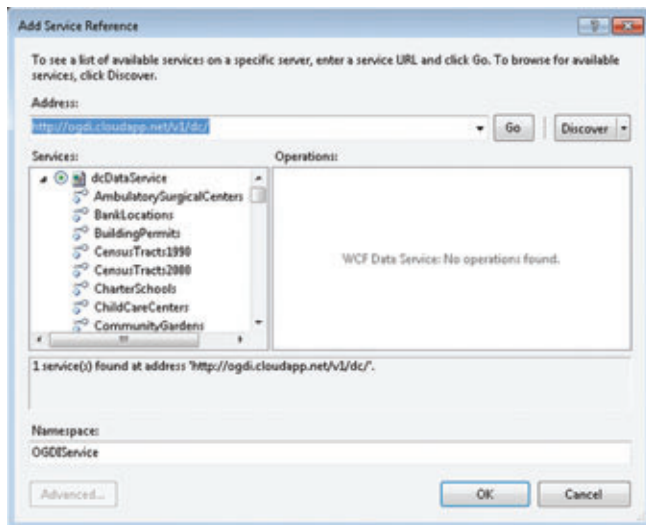 Add Service Reference
To see a list of available services on a specific server, enter a service URL and click Go. To browse for available
services, click Discover.
Address:
http://ogdi.cloudapp.net/v1/dc/
Go
Discover
Services:
Operations:
dcDataService
AmbulatorySurgicalCenters
BankLocations
BuildingPermits
CensusTracts1990
CensusTracts2000
CharterSchools
ChildCareCenters
CommunityGardens
WCF Data Service: No operations found.
1 service(s) found at address 'http://ogdi.cloudapp.net/v1/dc/'.
Namespace:
OGDIService
Advanced...
OK
Cancel